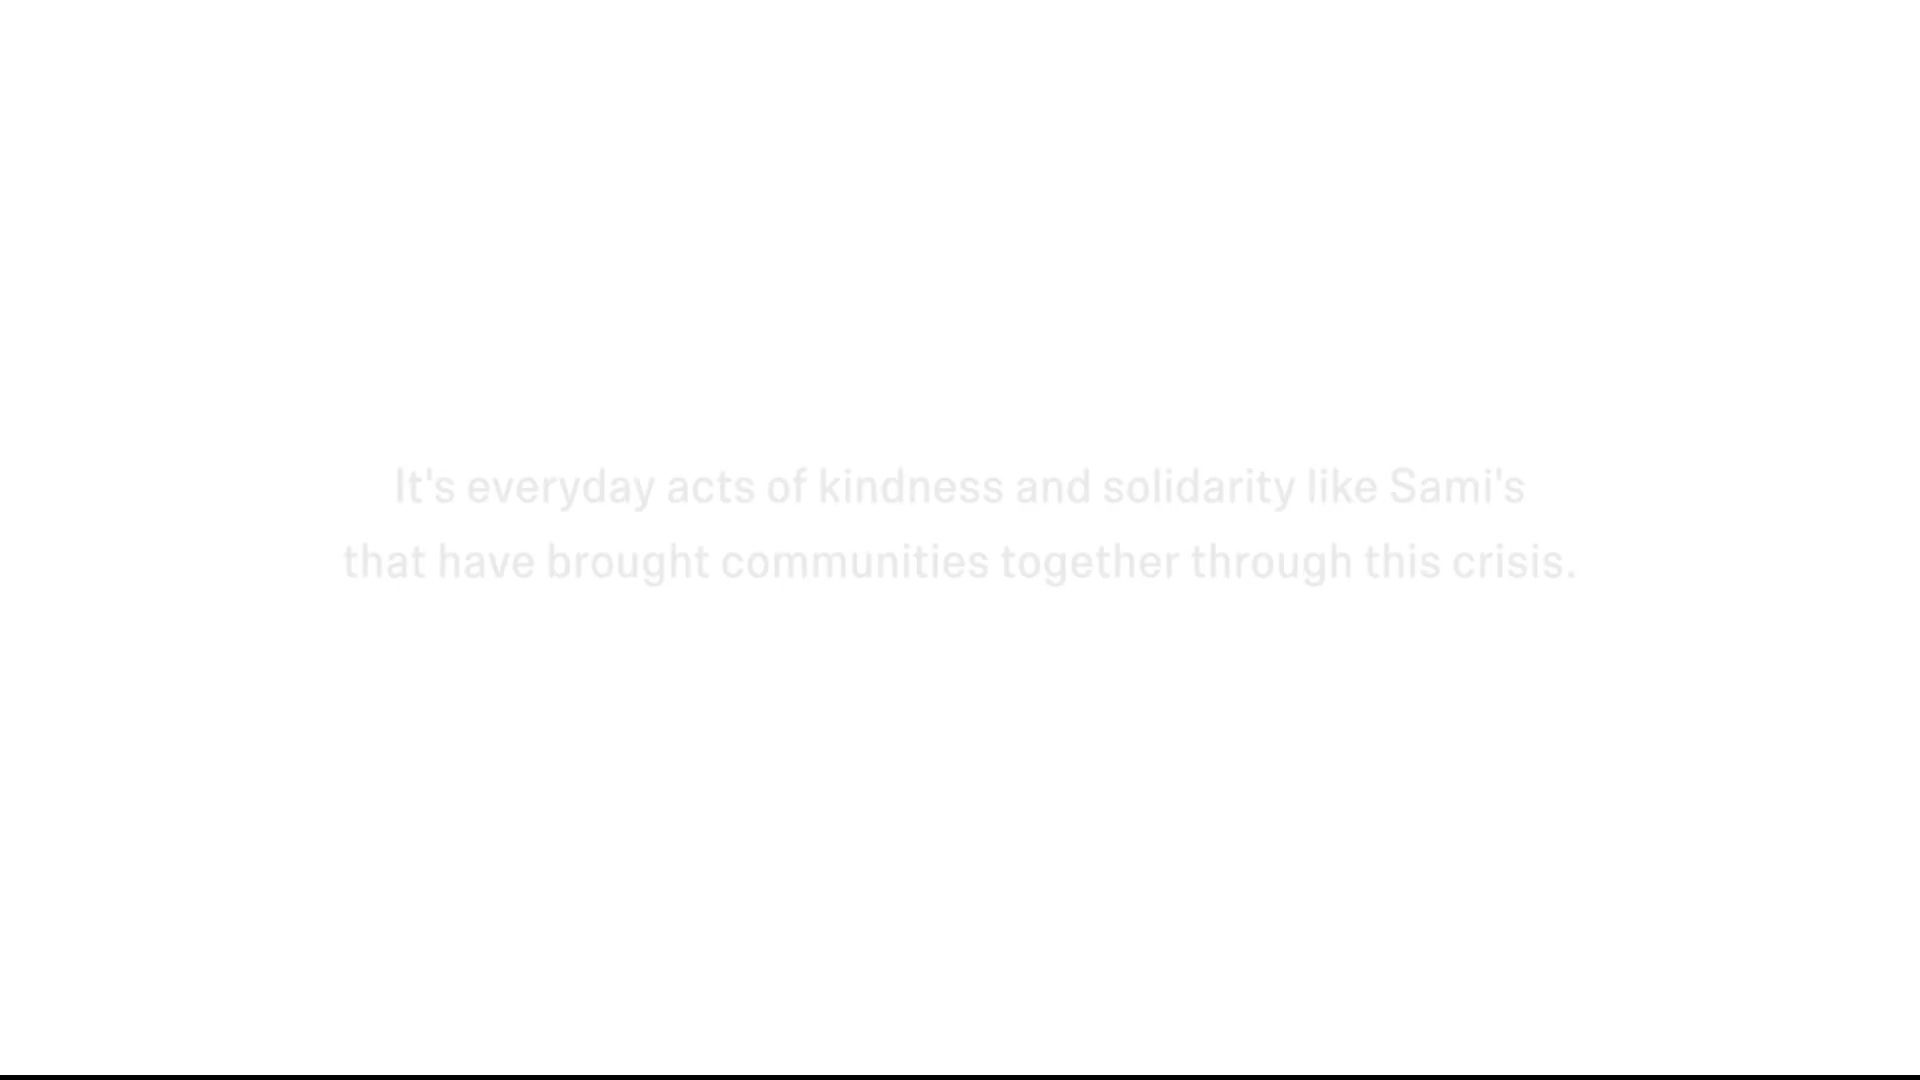 It's everyday acts of kindness and solidarity like Sami's
that have brought communities together through this crisis.